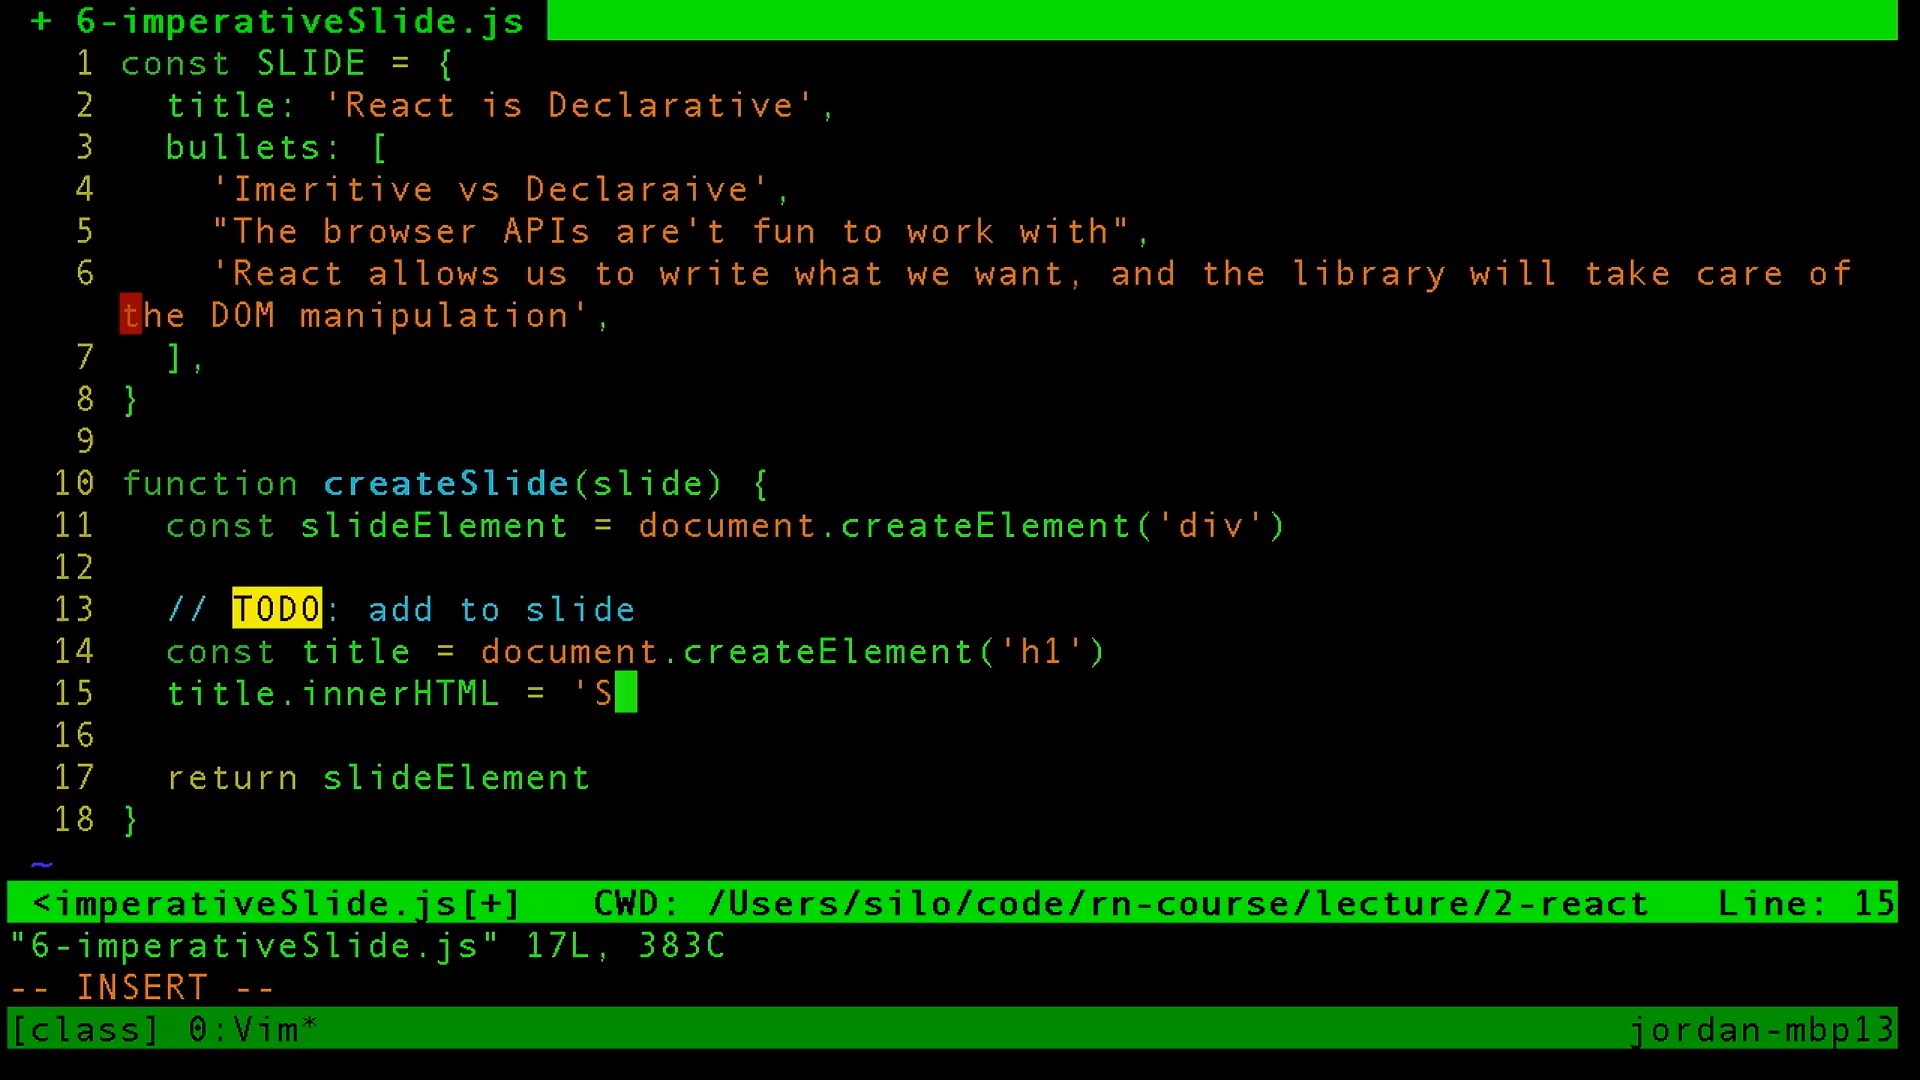 + 6-imperativeSlide.js
1 const SLIDE = {
2   title: 'React is Declarative',
3   bullets: [
4     'Imeritive vs Declaraive',
5     "The browser APIs are't fun to work with",
6     'React allows us to write what we want, and the library will take care of
the DOM manipulation',
7   ],
8 }
9
10 function createSlide(slide) {
11   const slideElement = document.createElement('div')
12
13   // TODO: add to slide
14   const title = document.createElement('h1')
15   title.innerHTML = 'S
16
17   return slideElement
18 }
~
<imperativeSlide.js[+]   CWD: /Users/silo/code/rn-course/lecture/2-react   Line: 15
"6-imperativeSlide.js" 17L, 383C
-- INSERT --
[class] 0:Vim* jordan-mbp13